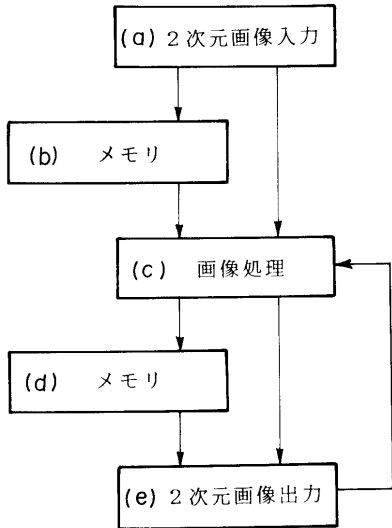 (a) 2次元画像入力
(b) メモリ
(c) 画像処理
(d) メモリ
(e) 2次元画像出力